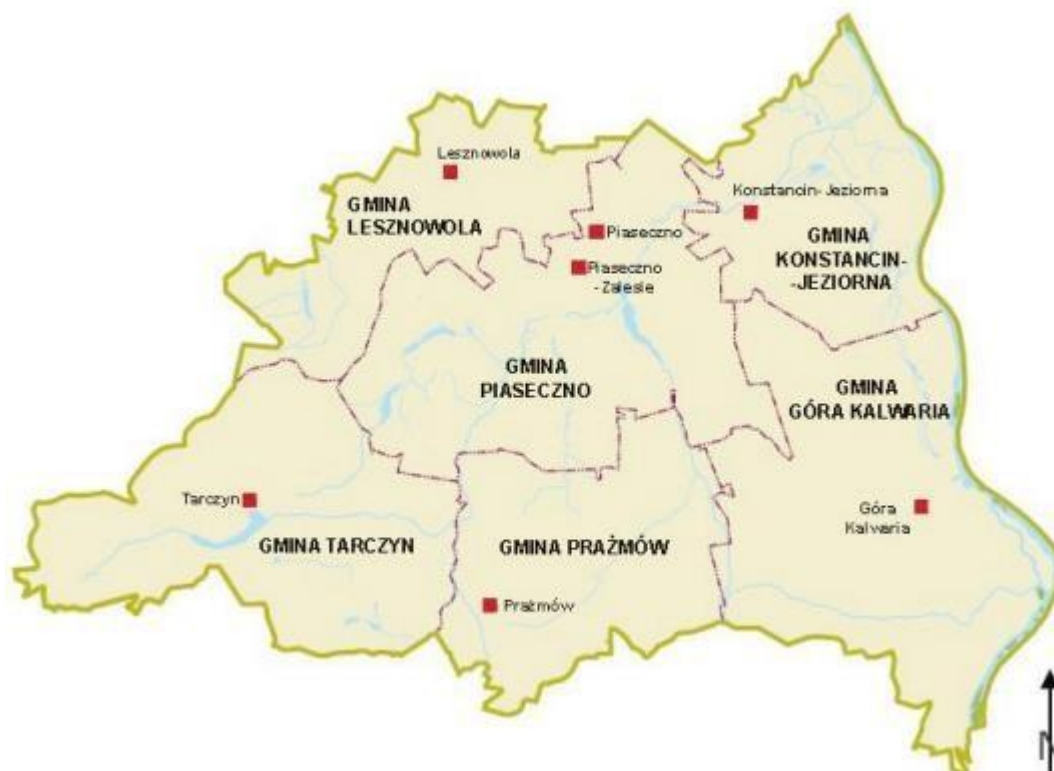 Lesznowola
GMINA
LESZNOWOLA
Konstancin-Jeziorna
Piaseczno
GMINA
KONSTANCIN-
-JEZIORNA
Piaseczno
-Zalesie
GMINA
PIASECZNO
GMINA
GÓRA KALWARIA
Tarczyn
Góra
Kalwaria
GMINA TARCZYN
GMINA PRAŻMÓW
Prażmów
N